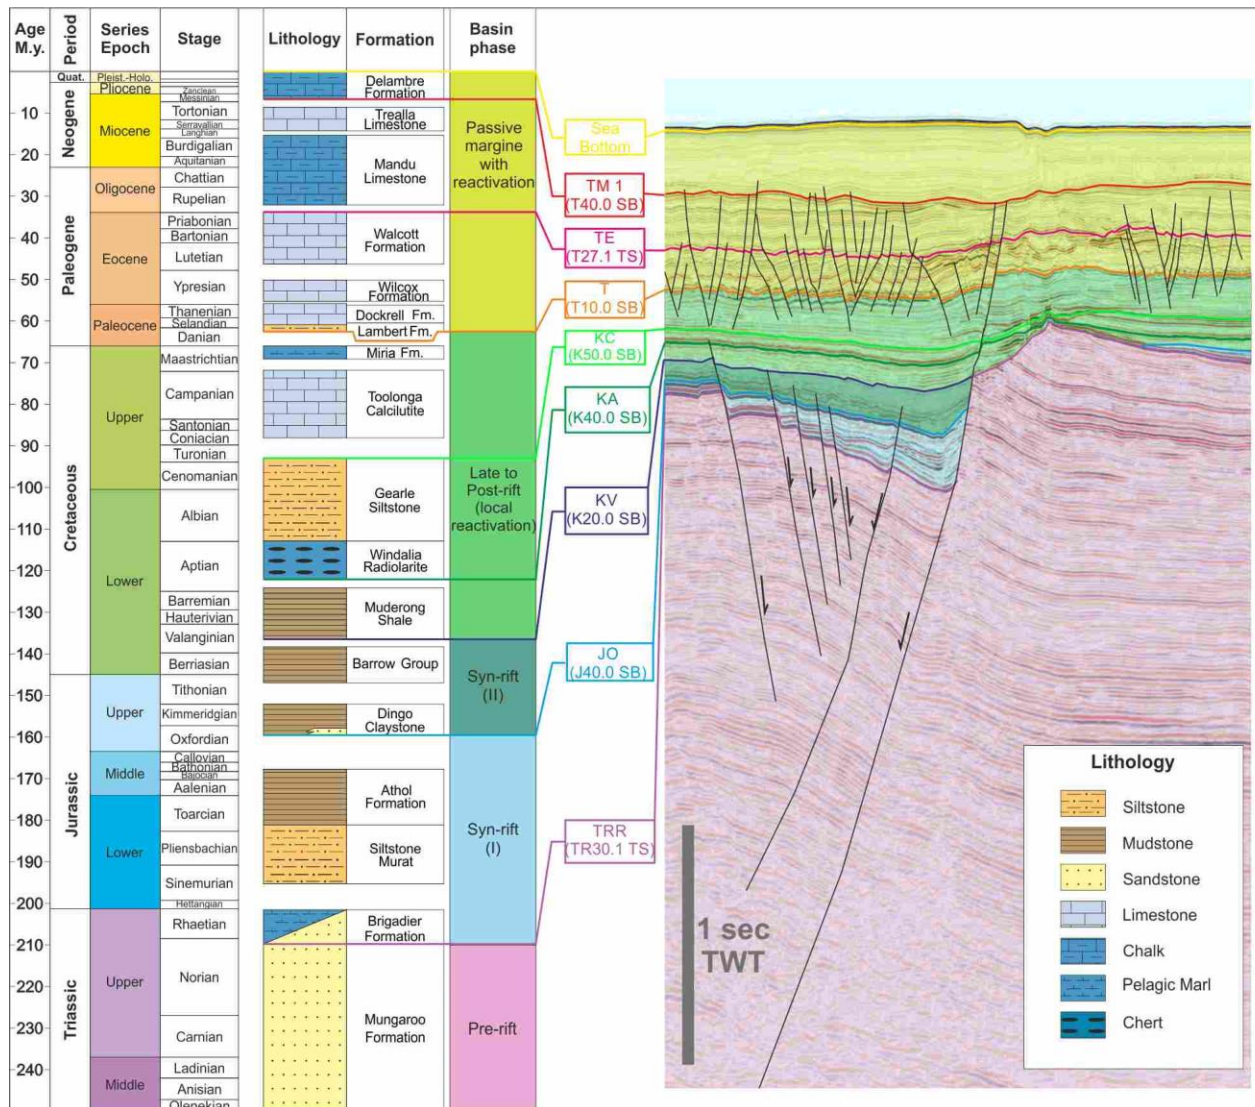 Age
M.y.
Period
Series
Epoch
Stage
Lithology
Formation
Basin
phase
10
20
30
40
50
60
70
80
90
100
110
120
130
140
150
160
170
180
190
200
210
220
230
240
Quat.
Neogene
Paleogene
Cretaceous
Jurassic
Triassic
Pleist.-Holo.
Pliocene
Miocene
Oligocene
Eocene
Paleocene
Upper
Lower
Upper
Middle
Lower
Upper
Middle
Zanclean
Messinian
Tortonian
Serravallian
Langhian
Burdigalian
Aquitanian
Chattian
Rupelian
Priabonian
Bartonian
Lutetian
Ypresian
Thanenian
Selandian
Danian
Maastrichtian
Campanian
Santonian
Coniacian
Turonian
Cenomanian
Albian
Aptian
Barremian
Hauterivian
Valanginian
Berriasian
Tithonian
Kimmeridgian
Oxfordian
Callovian
Bathonian
Bajocian
Aalenian
Toarcian
Pliensbachian
Sinemurian
Hettangian
Rhaetian
Norian
Carnian
Ladinian
Anisian
Olenekian
Delambre
Formation
Trealla
Limestone
Mandu
Limestone
Walcott
Formation
Wilcox
Formation
Dockrell Fm.
Lambert Fm.
Miria Fm.
Toolonga
Calcilutite
Gearle
Siltstone
Windalia
Radiolarite
Muderong
Shale
Barrow Group
Dingo
Claystone
Athol
Formation
Siltstone
Murat
Brigadier
Formation
Mungaroo
Formation
Passive
margine
with
reactivation
Late to
Post-rift
(local
reactivation)
Syn-rift
(II)
Syn-rift
(I)
Pre-rift
Sea
Bottom
TM 1
(T40.0 SB)
TE
(T27.1 TS)
T
(T10.0 SB)
KC
(K50.0 SB)
KA
(K40.0 SB)
KV
(K20.0 SB)
JO
(J40.0 SB)
TRR
(TR30.1 TS)
1 sec
TWT
Lithology
Siltstone
Mudstone
Sandstone
Limestone
Chalk
Pelagic Marl
Chert